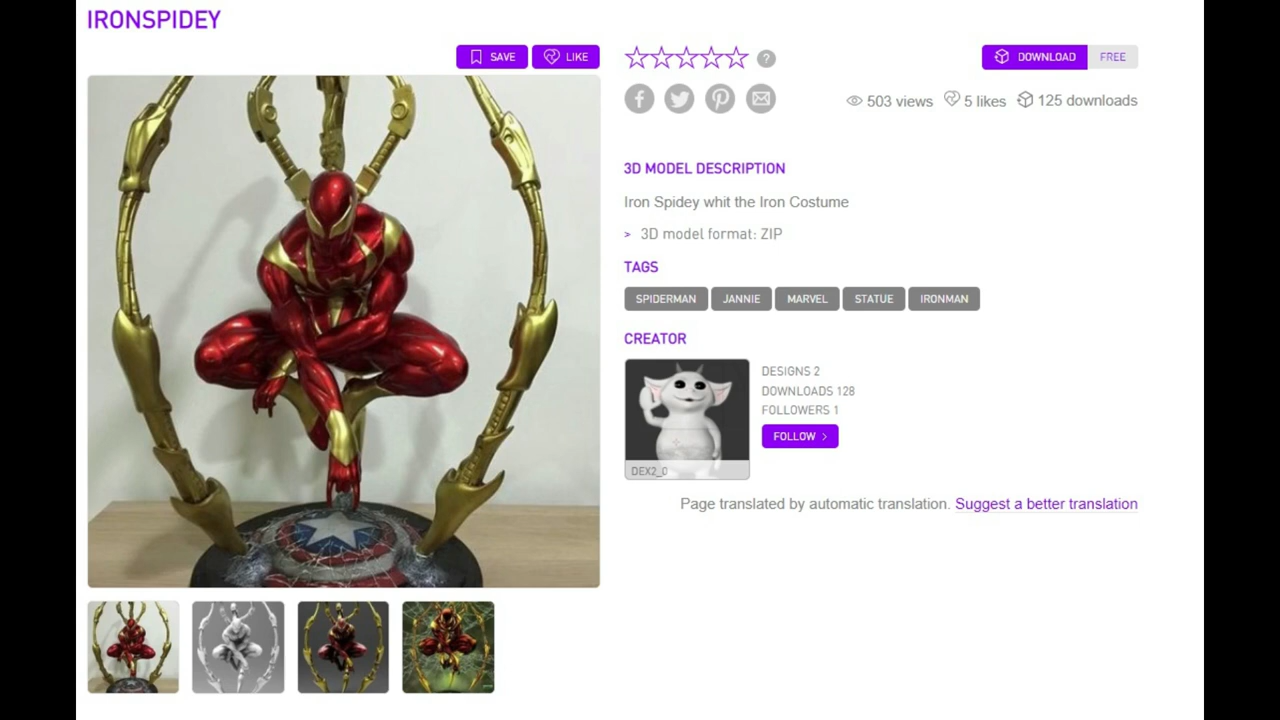 IRONSPIDEY
SAVE
LIKE
?
DOWNLOAD
FREE
503 views
5 likes
125 downloads
3D MODEL DESCRIPTION
Iron Spidey whit the Iron Costume
> 3D model format: ZIP
TAGS
SPIDERMAN
JANNIE
MARVEL
STATUE
IRONMAN
CREATOR
DESIGNS 2
DOWNLOADS 128
FOLLOWERS 1
FOLLOW >
DEX2_0
Page translated by automatic translation. Suggest a better translation